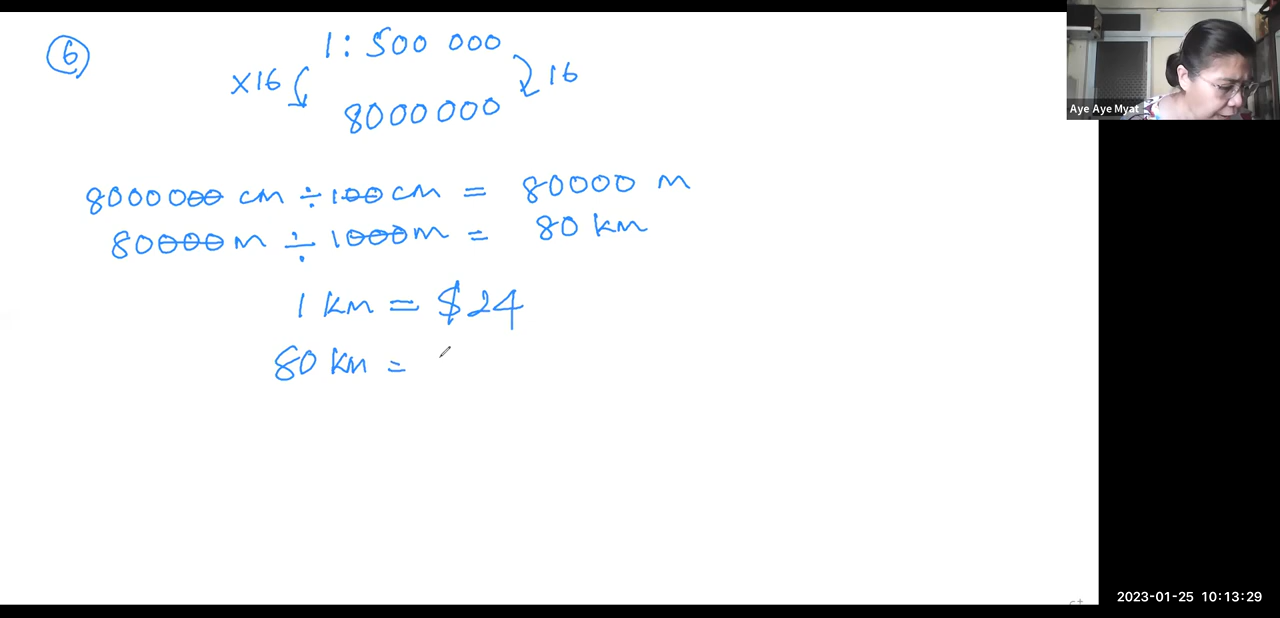 ⑥ 1 : 500 000
×16 16
8000000
8000000 cm ÷ 100 cm = 80000 m
80000 m ÷ 1000 m = 80 km
1 km = $24
80 km =
Aye Aye Myat
2023-01-25 10:13:29